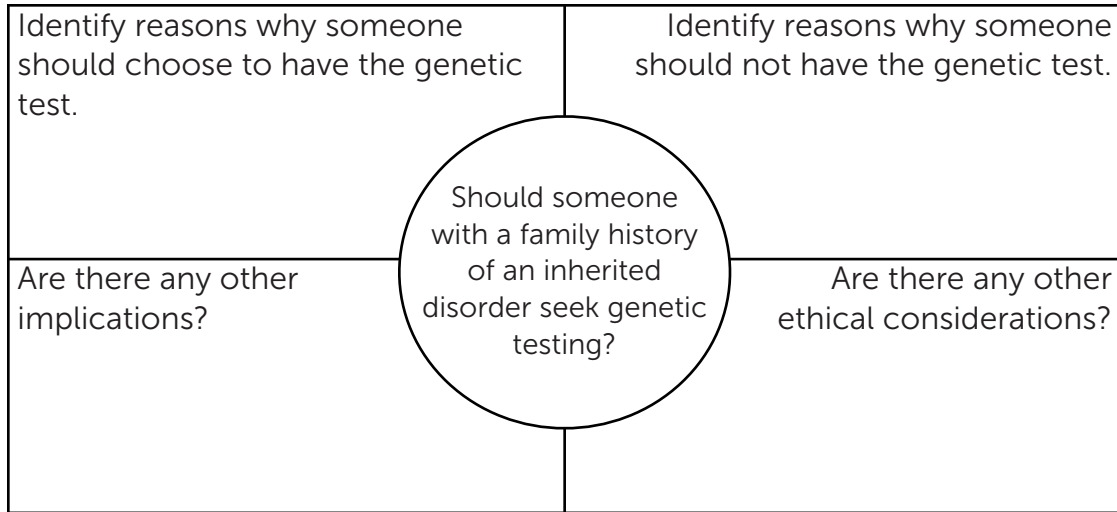 Identify reasons why someone
should choose to have the genetic
test.
Identify reasons why someone
should not have the genetic test.
Should someone
with a family history
of an inherited
disorder seek genetic
testing?
Are there any other
implications?
Are there any other
ethical considerations?